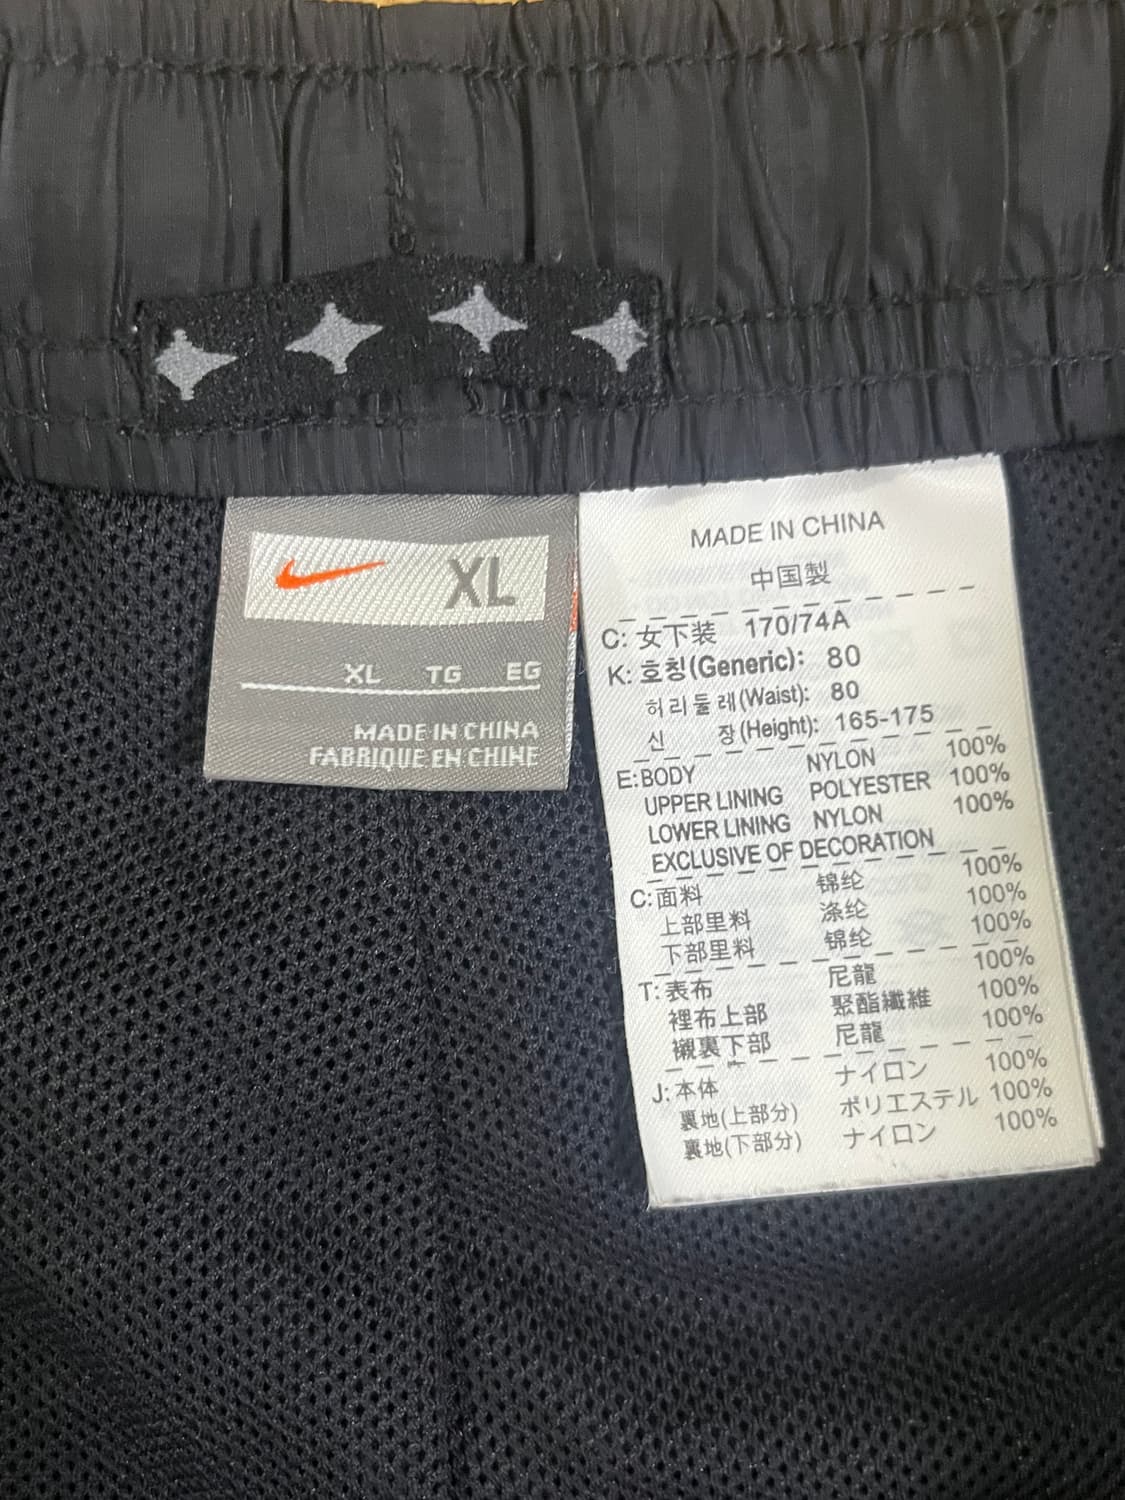 XL
XL TG EG
MADE IN CHINA
FABRIQUE EN CHINE
MADE IN CHINA
中国製
C: 女下装 170/74A
K: 호칭(Generic): 80
허리둘레(Waist): 80
신 장(Height): 165-175
E: BODY NYLON 100%
UPPER LINING POLYESTER 100%
LOWER LINING NYLON 100%
EXCLUSIVE OF DECORATION
C: 面料 锦纶 100%
上部里料 涤纶 100%
下部里料 锦纶 100%
T: 表布 尼龍 100%
裡布上部 聚酯纖維 100%
襯裏下部 尼龍 100%
J: 本体 ナイロン 100%
裏地(上部分) ポリエステル 100%
裏地(下部分) ナイロン 100%